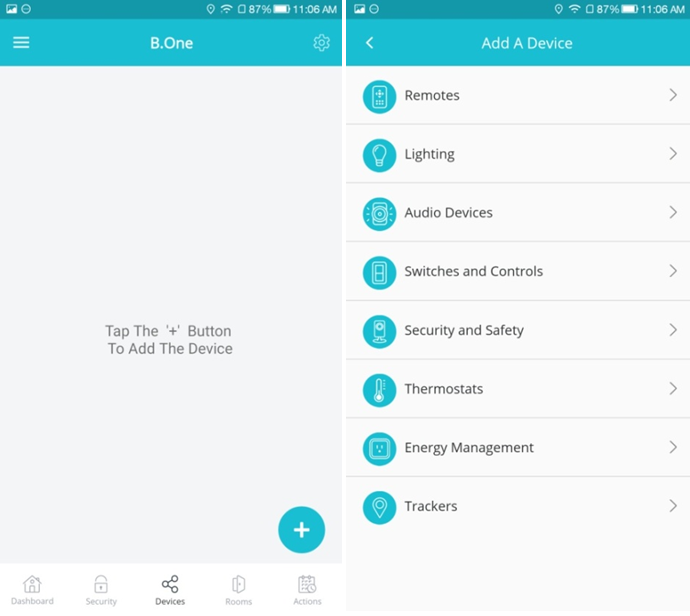 87% 11:06 AM
B.One
Tap The '+' Button
To Add The Device
+
Dashboard Security Devices Rooms Actions
87% 11:06 AM
Add A Device
Remotes
Lighting
Audio Devices
Switches and Controls
Security and Safety
Thermostats
Energy Management
Trackers